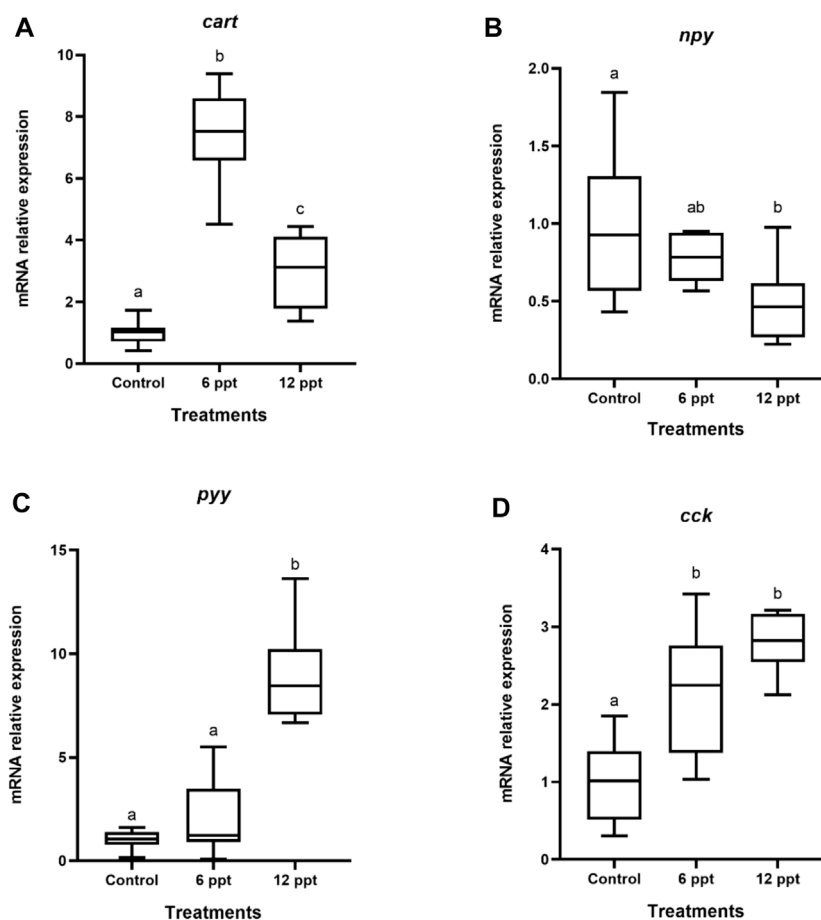 A
cart
mRNA relative expression
10
8
6
4
2
0
a
b
c
Control 6 ppt 12 ppt
Treatments
B
npy
mRNA relative expression
2.0
1.5
1.0
0.5
0.0
a
ab
b
Control 6 ppt 12 ppt
Treatments
C
pyy
mRNA relative expression
15
10
5
0
a
a
b
Control 6 ppt 12 ppt
Treatments
D
cck
mRNA relative expression
4
3
2
1
0
a
b
b
Control 6 ppt 12 ppt
Treatments